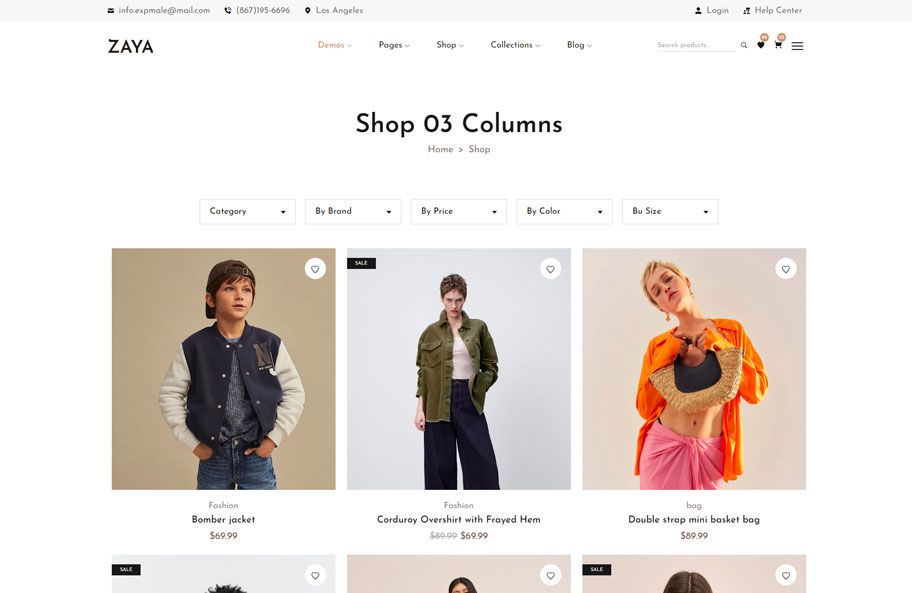 info.expmale@mail.com (867)195-6696 Los Angeles Login Help Center
ZAYA Demos Pages Shop Collections Blog Search products..
Shop 03 Columns
Home > Shop
Category By Brand By Price By Color Bu Size
SALE
Fashion Fashion bag
Bomber jacket Corduroy Overshirt with Frayed Hem Double strap mini basket bag
$69.99 $89.99 $69.99 $89.99
SALE SALE